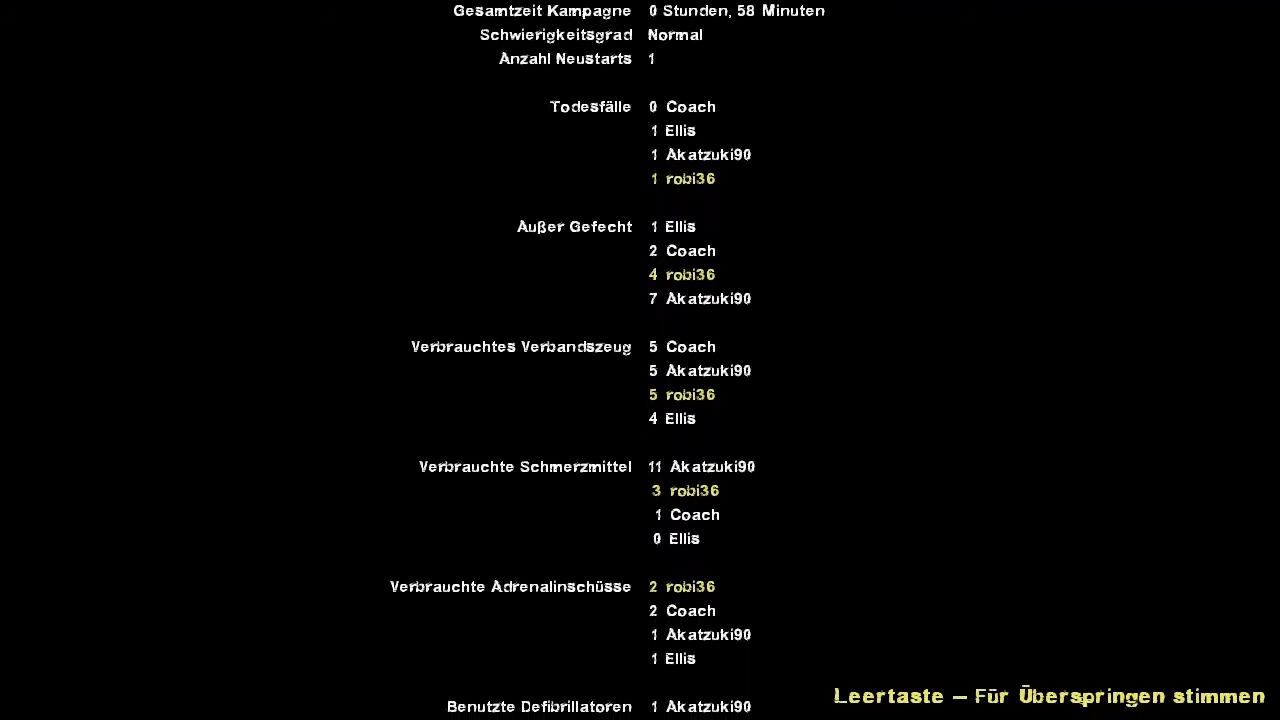 Gesamtzeit Kampagne 0 Stunden, 58 Minuten
Schwierigkeitsgrad Normal
Anzahl Neustarts 1
Todesfälle 0 Coach
1 Ellis
1 Akatzuki90
1 robi36
Außer Gefecht 1 Ellis
2 Coach
4 robi36
7 Akatzuki90
Verbrauchtes Verbandszeug 5 Coach
5 Akatzuki90
5 robi36
4 Ellis
Verbrauchte Schmerzmittel 11 Akatzuki90
3 robi36
1 Coach
0 Ellis
Verbrauchte Adrenalinschüsse 2 robi36
2 Coach
1 Akatzuki90
1 Ellis
Benutzte Defibrillatoren 1 Akatzuki90
Leertaste – Für Überspringen stimmen